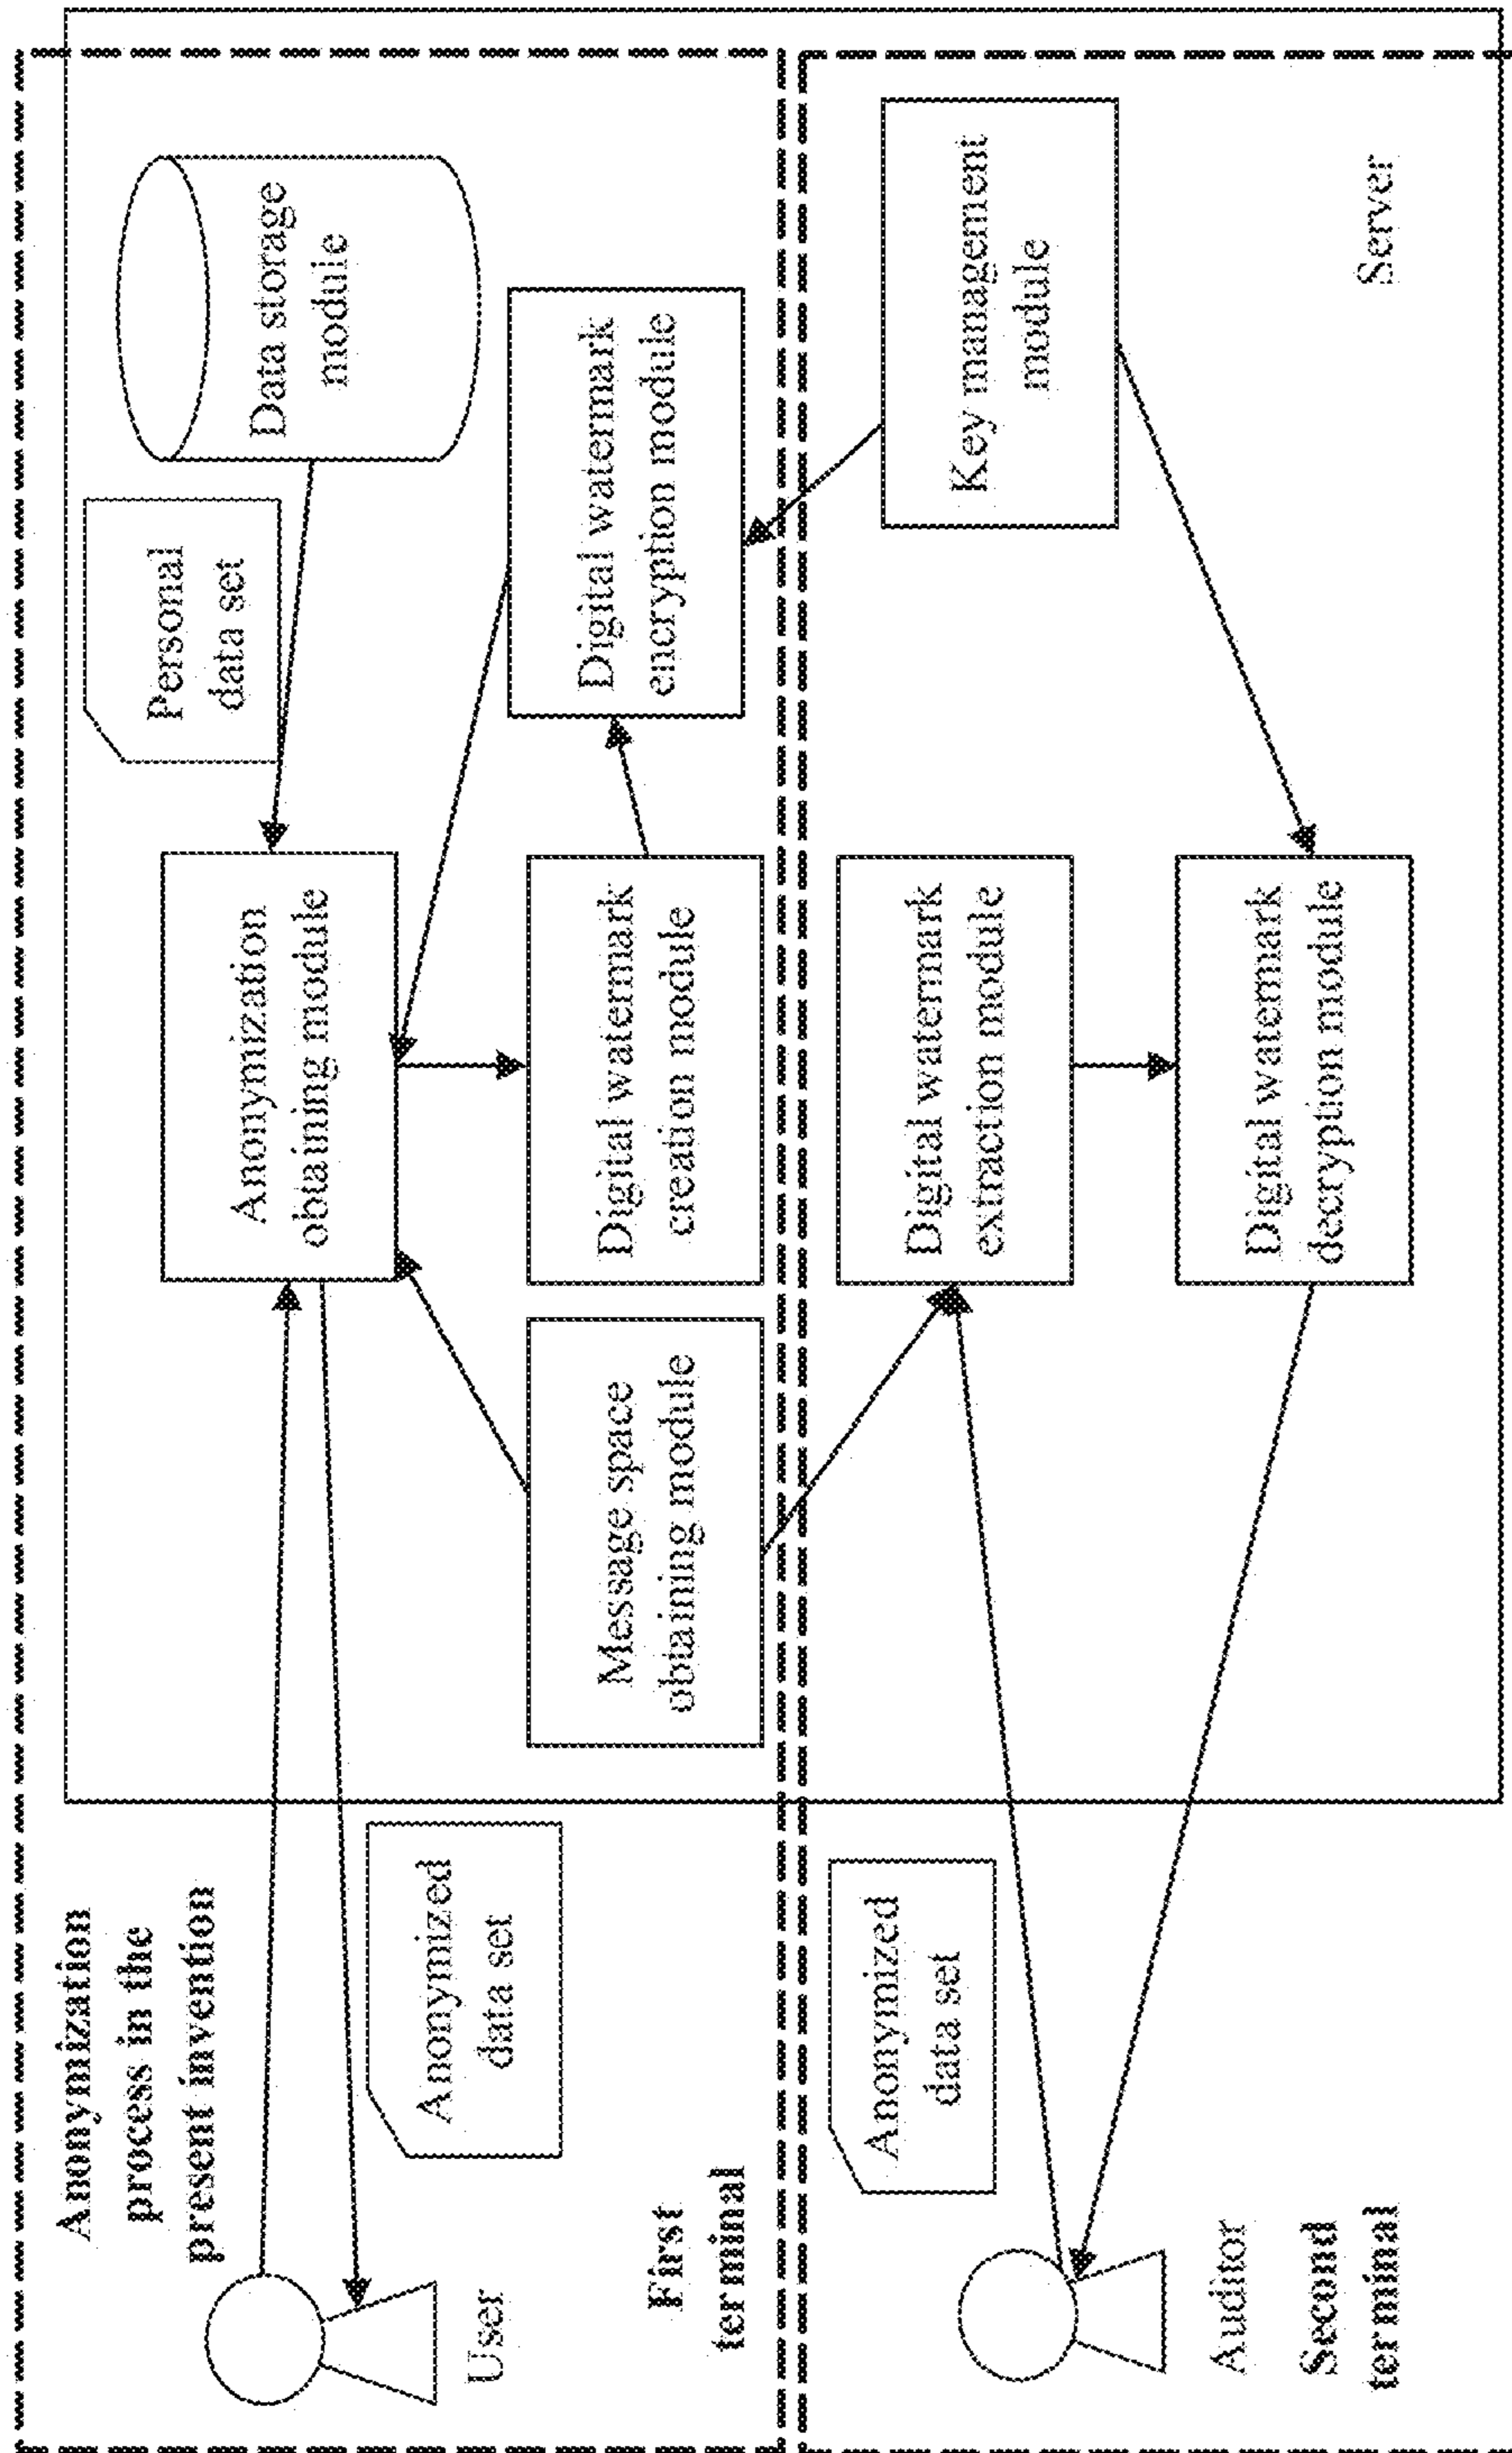 Anonymization
process in the
present invention
User
First
terminal
Anonymized
data set
Anonymization
obtaining module
Personal
data set
Data storage
module
Message space
obtaining module
Digital watermark
creation module
Digital watermark
encryption module
Auditor
Second
terminal
Anonymized
data set
Digital watermark
extraction module
Digital watermark
decryption module
Key management
module
Server